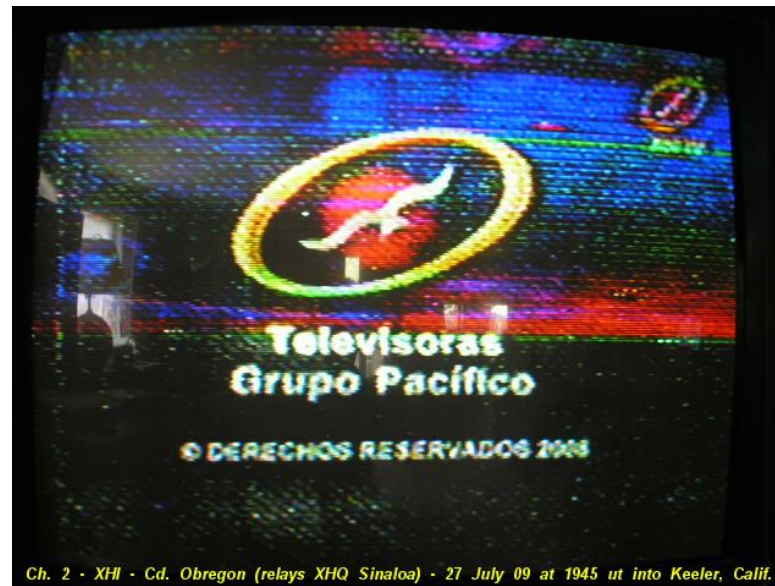 Televisoras
Grupo Pacífico
© DERECHOS RESERVADOS 2008
Ch. 2 - XHI - Cd. Obregon (relays XHQ Sinaloa) - 27 July 09 at 1945 ut into Keeler, Calif.